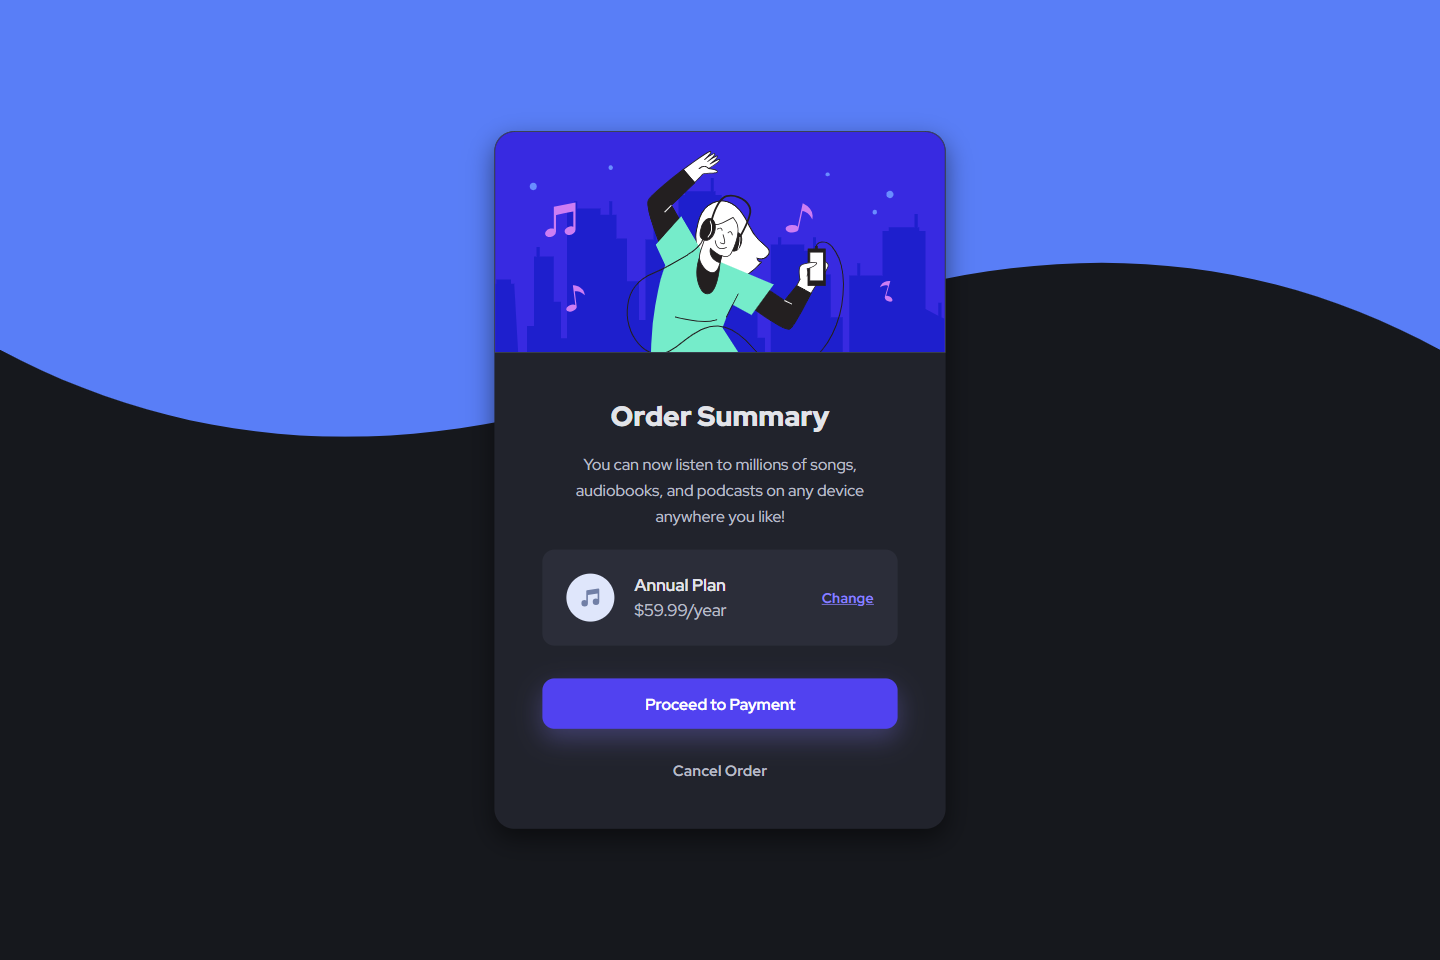 Order Summary
You can now listen to millions of songs,
audiobooks, and podcasts on any device
anywhere you like!
Annual Plan
$59.99/year
Change
Proceed to Payment
Cancel Order